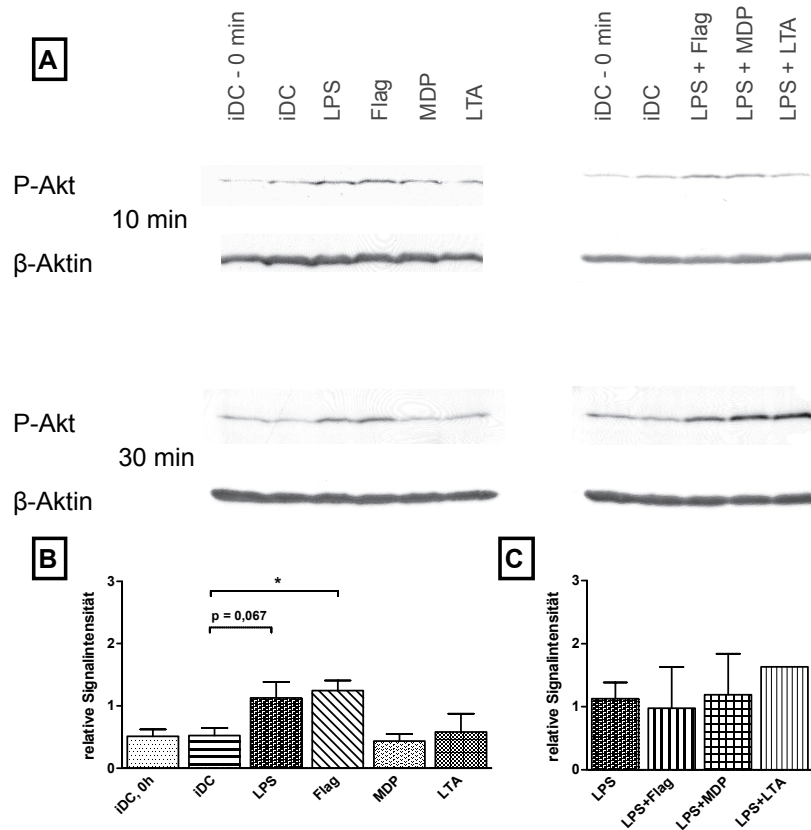 A
iDC - 0 min
iDC
LPS
Flag
MDP
LTA
iDC - 0 min
iDC
LPS + Flag
LPS + MDP
LPS + LTA
P-Akt
10 min
β-Aktin
P-Akt
30 min
β-Aktin
B
relative Signalintensität
3
2
1
0
*
p = 0,067
iDC, 0h
iDC
LPS
Flag
MDP
LTA
C
relative Signalintensität
3
2
1
0
LPS
LPS+Flag
LPS+MDP
LPS+LTA